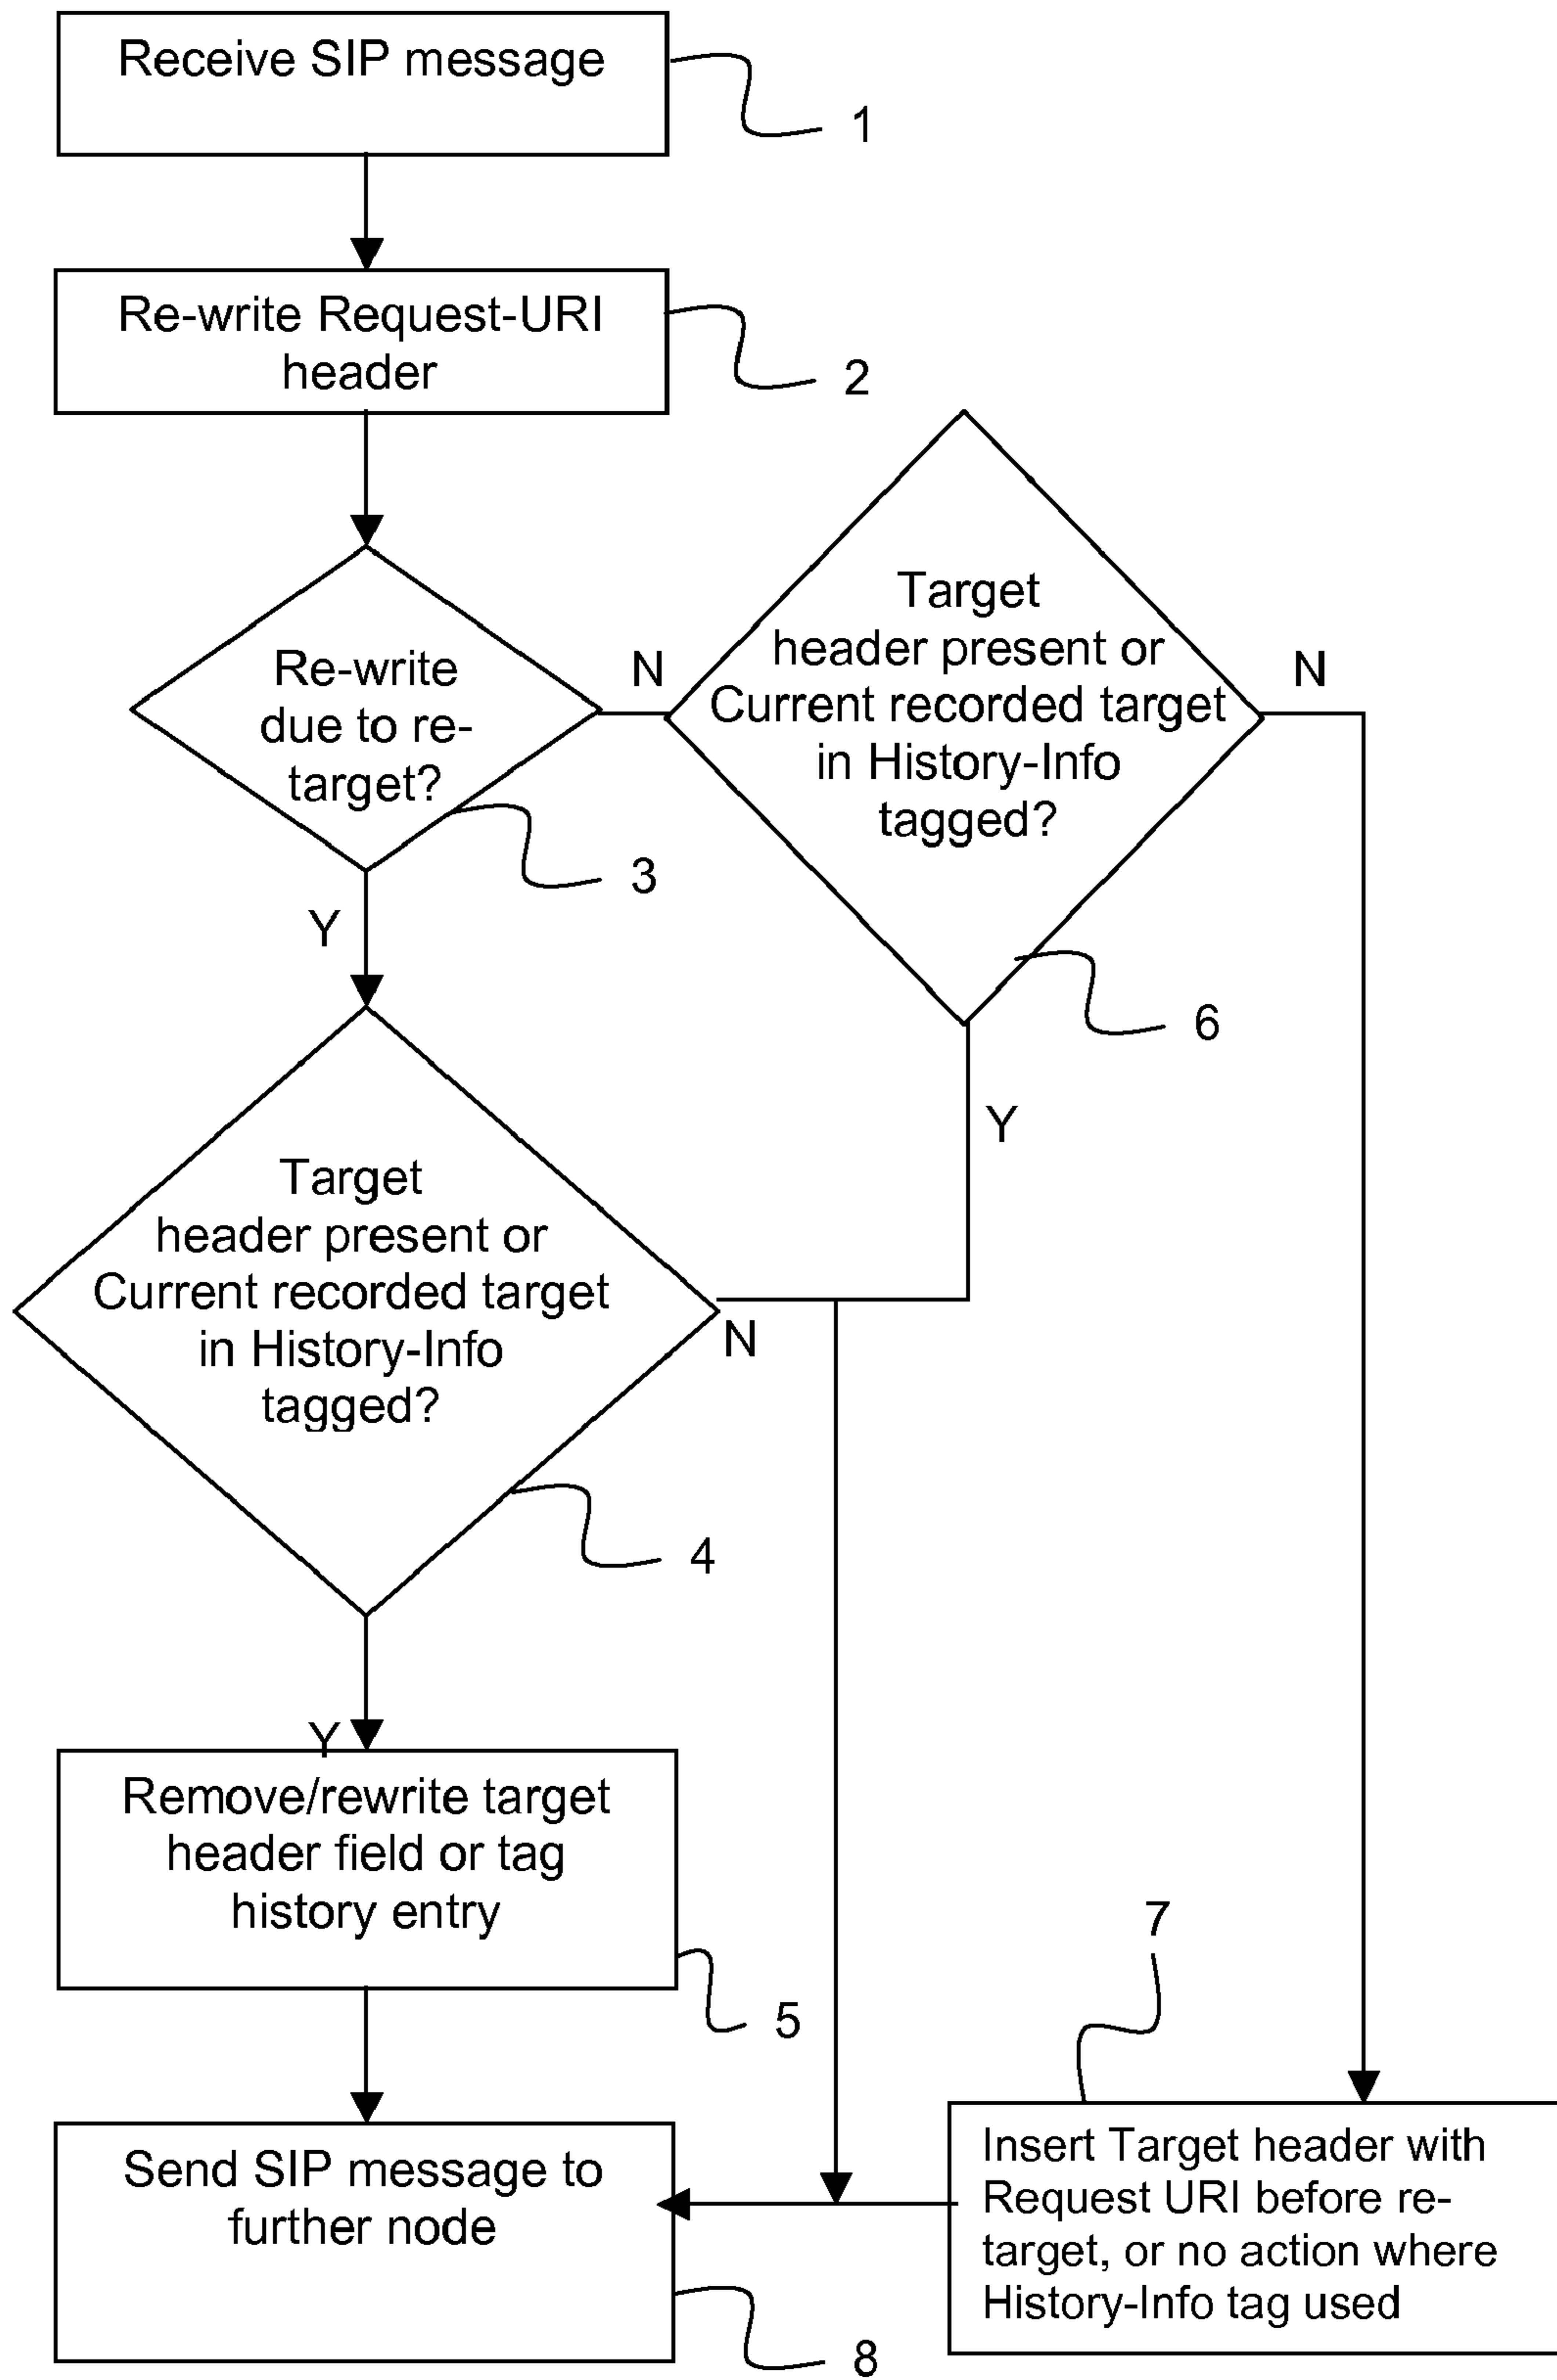 Receive SIP message
1
Re-write Request-URI
header
2
Re-write
due to re-
target?
N
3
Y
Target
header present or
Current recorded target
in History-Info
tagged?
N
6
Y
Target
header present or
Current recorded target
in History-Info
tagged?
N
4
Y
Remove/rewrite target
header field or tag
history entry
5
7
Insert Target header with
Request URI before re-
target, or no action where
History-Info tag used
Send SIP message to
further node
8